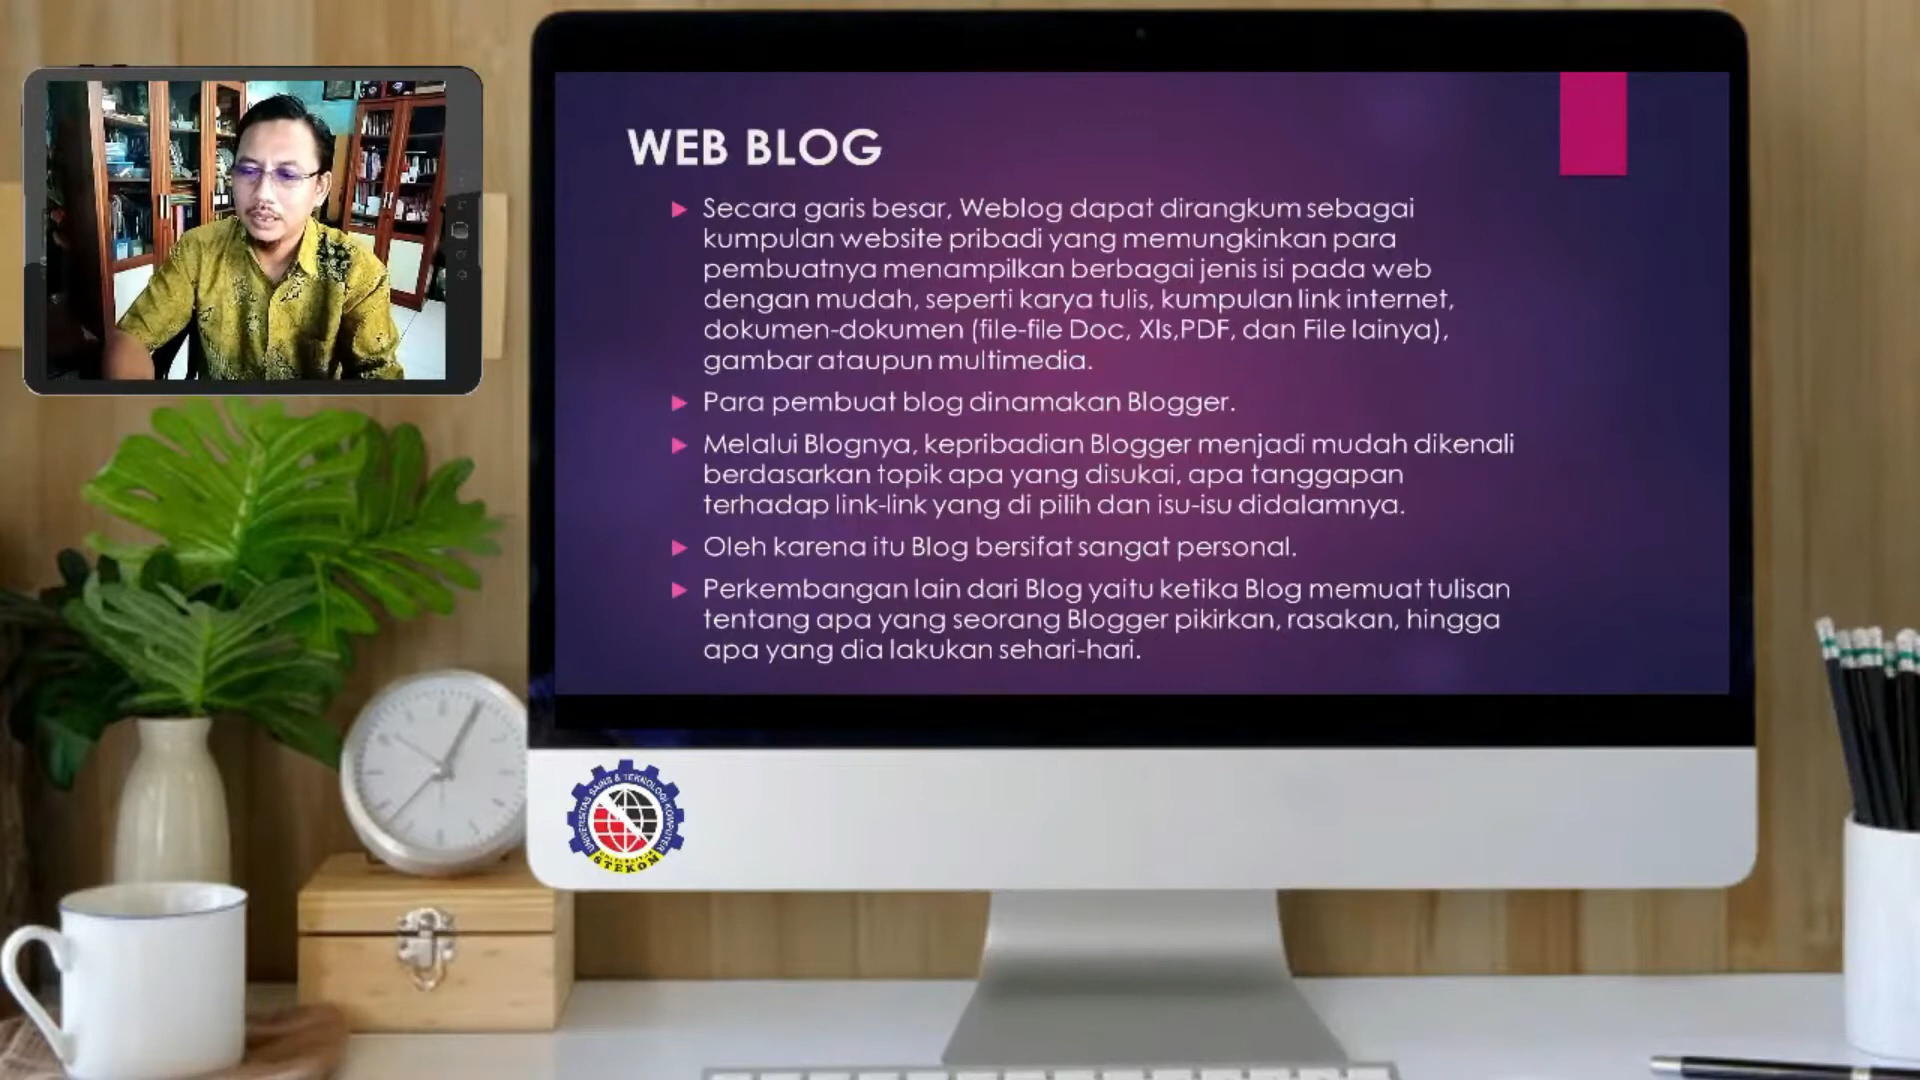 WEB BLOG
Secara garis besar, Weblog dapat dirangkum sebagai
kumpulan website pribadi yang memungkinkan para
pembuatnya menampilkan berbagai jenis isi pada web
dengan mudah, seperti karya tulis, kumpulan link internet,
dokumen-dokumen (file-file Doc, Xls,PDF, dan File lainya),
gambar ataupun multimedia.
Para pembuat blog dinamakan Blogger.
Melalui Blognya, kepribadian Blogger menjadi mudah dikenali
berdasarkan topik apa yang disukai, apa tanggapan
terhadap link-link yang di pilih dan isu-isu didalamnya.
Oleh karena itu Blog bersifat sangat personal.
Perkembangan lain dari Blog yaitu ketika Blog memuat tulisan
tentang apa yang seorang Blogger pikirkan, rasakan, hingga
apa yang dia lakukan sehari-hari.
UNIVERSITAS SAINS & TEKNOLOGI KOMPUTER
STEKOM